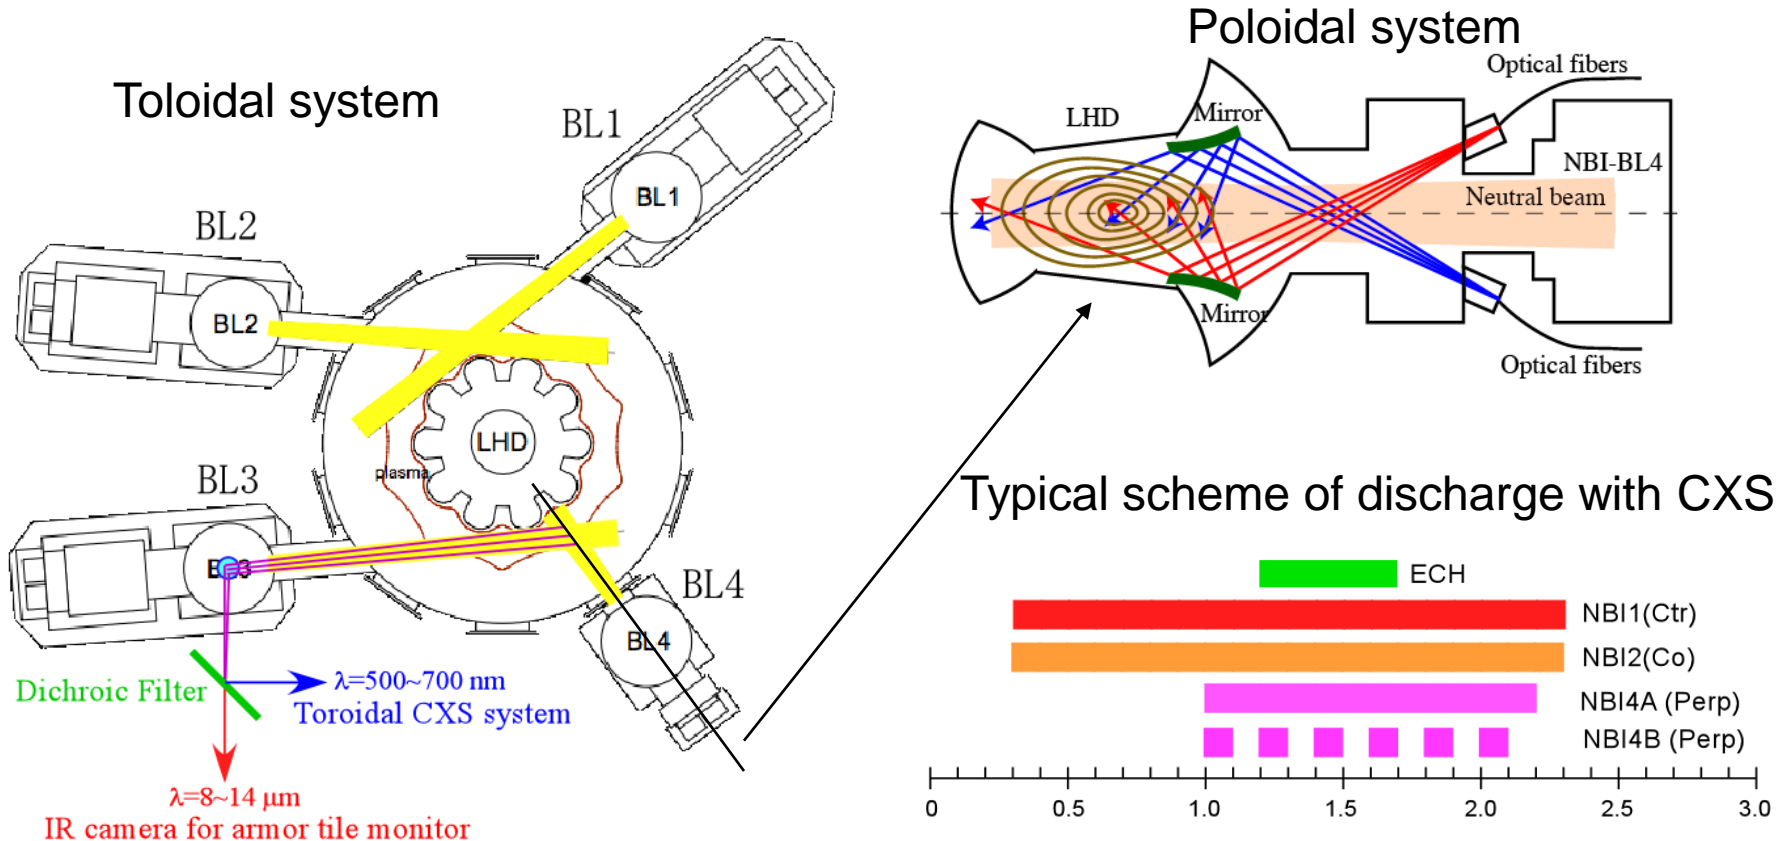 Toloidal system
BL1
BL1
BL2
BL2
LHD
plasma
BL3
BL4
BL4
Dichroic Filter
λ=500~700 nm
Toroidal CXS system
λ=8~14 μm
IR camera for armor tile monitor
Poloidal system
Optical fibers
LHD
Mirror
NBI-BL4
Neutral beam
Mirror
Optical fibers
Typical scheme of discharge with CXS
ECH
NBI1(Ctr)
NBI2(Co)
NBI4A (Perp)
NBI4B (Perp)
0 0.5 1.0 1.5 2.0 2.5 3.0